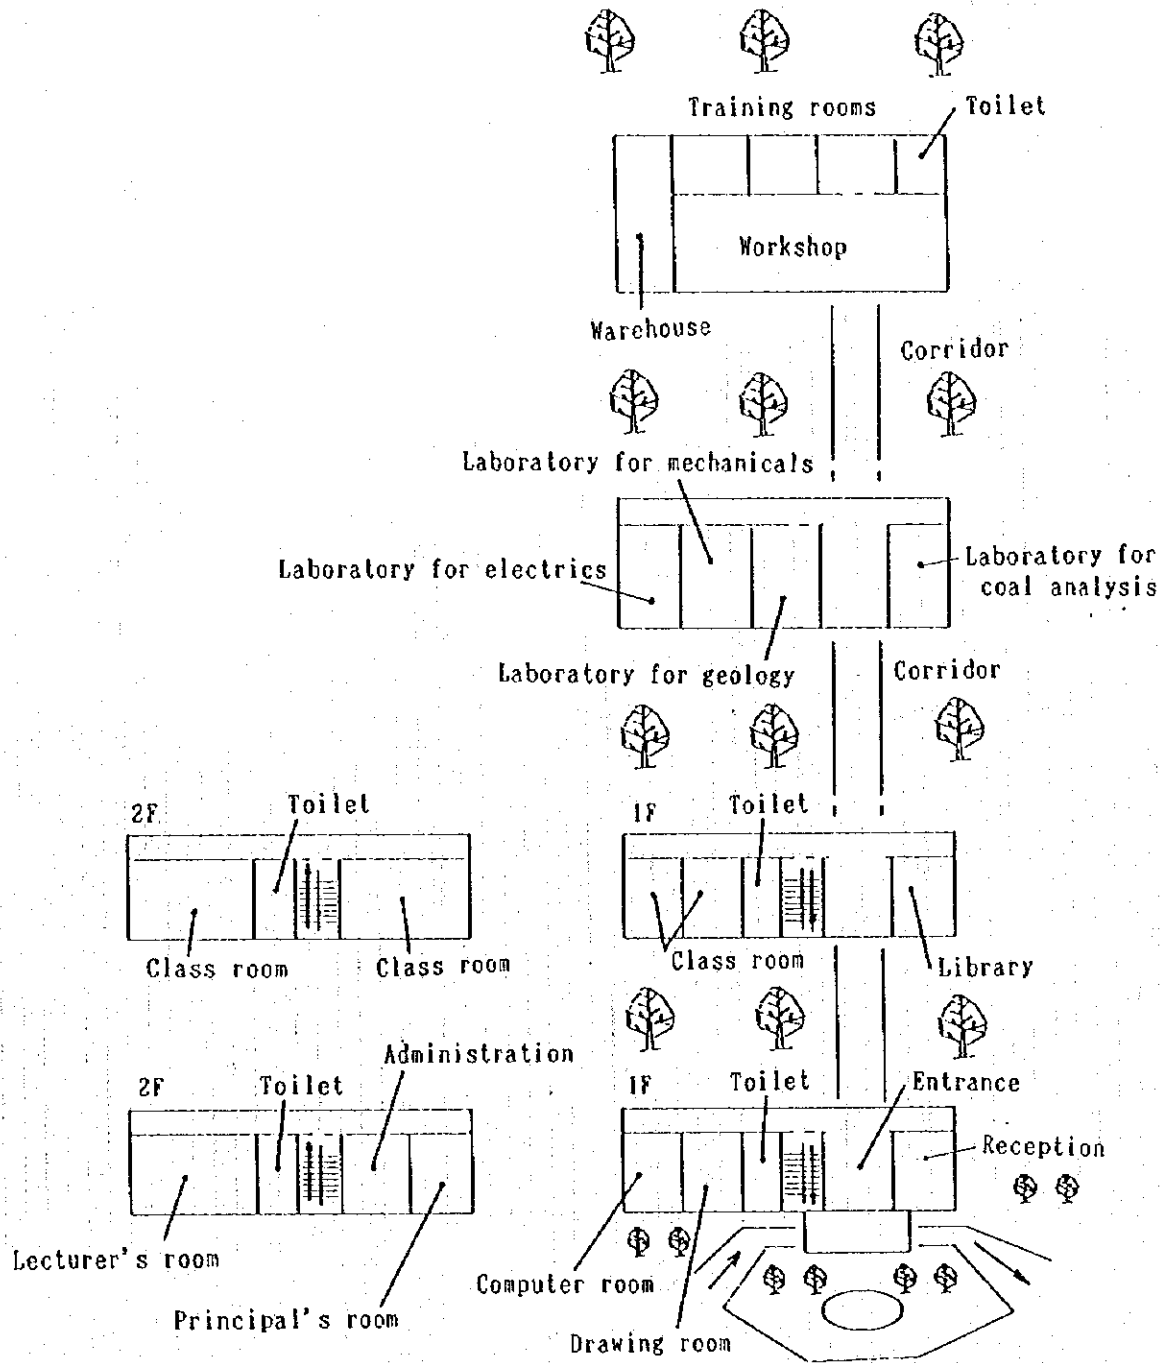 Training rooms
Toilet
Workshop
Warehouse
Corridor
Laboratory for mechanicals
Laboratory for electrics
Laboratory for
coal analysis
Laboratory for geology
Corridor
2F
Toilet
1F
Toilet
Class room
Class room
Class room
Library
Administration
2F
Toilet
1F
Toilet
Entrance
Reception
Lecturer's room
Computer room
Principal's room
Drawing room